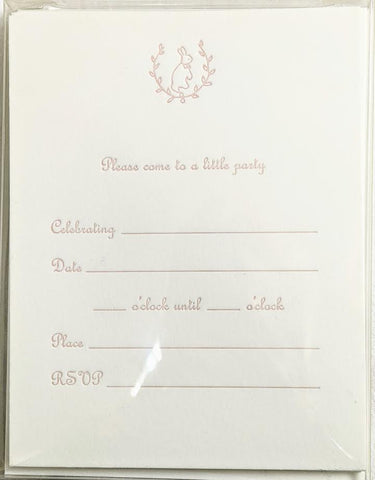 Please come to a little party
Celebrating
Date
o'clock until o'clock
Place
RSVP